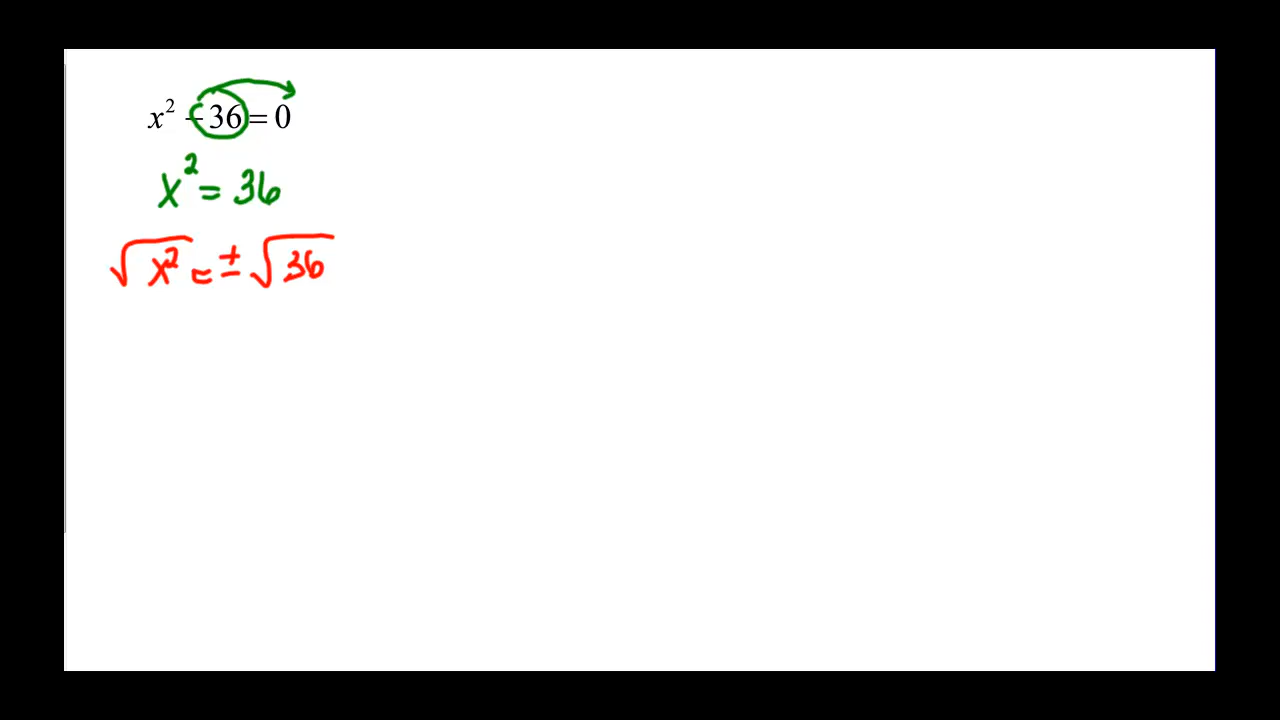 x² − 36 = 0
x² = 36
√x² = ± √36